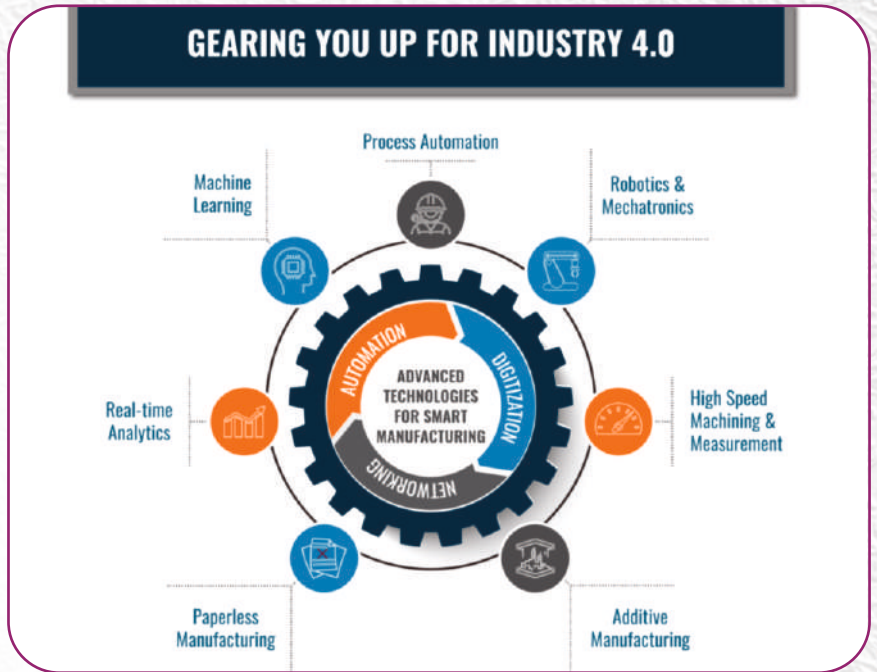 GEARING YOU UP FOR INDUSTRY 4.0
Process Automation
Machine
Learning
Robotics &
Mechatronics
AUTOMATION
DIGITIZATION
NETWORKING
ADVANCED
TECHNOLOGIES
FOR SMART
MANUFACTURING
Real-time
Analytics
High Speed
Machining &
Measurement
Paperless
Manufacturing
Additive
Manufacturing